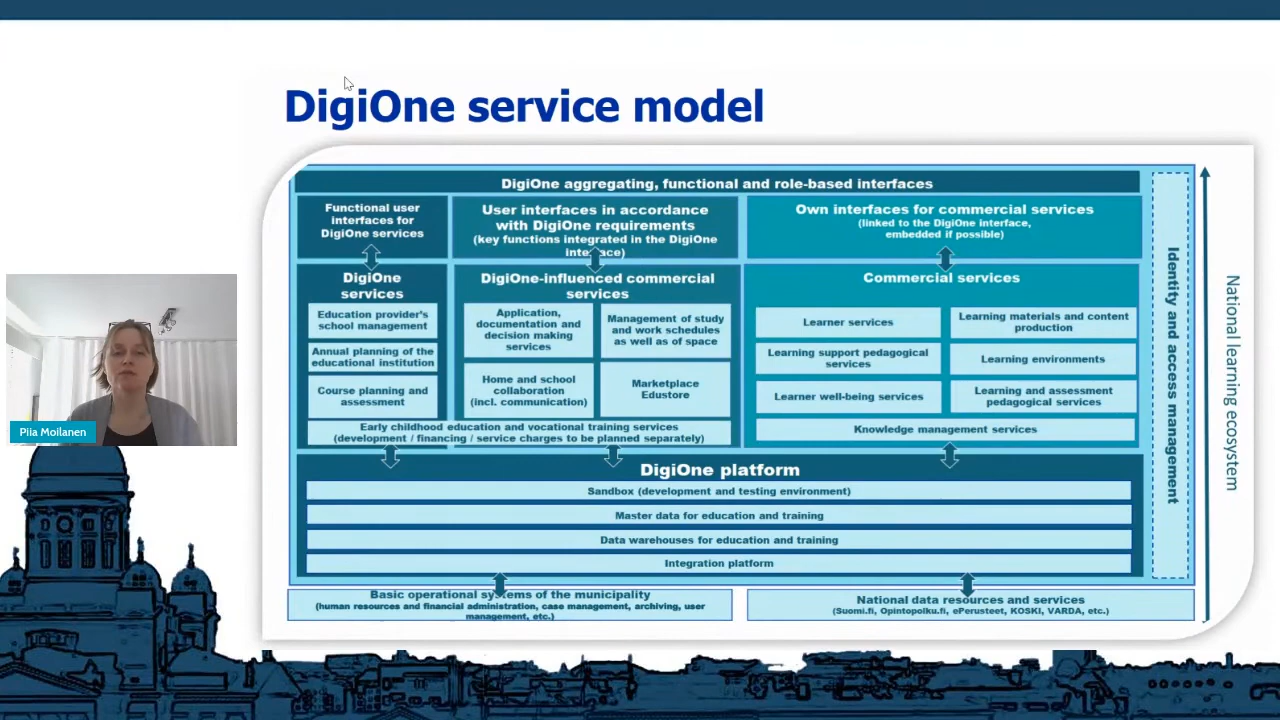 DigiOne service model
DigiOne aggregating, functional and role-based interfaces
Functional user
interfaces for
DigiOne services
User interfaces in accordance
with DigiOne requirements
(key functions integrated in the DigiOne
interface)
Own interfaces for commercial services
(linked to the DigiOne interface,
embedded if possible)
DigiOne
services
Education provider's
school management
Annual planning of the
educational institution
Course planning and
assessment
DigiOne-influenced commercial
services
Application,
documentation and
decision making
services
Management of study
and work schedules
as well as of space
Home and school
collaboration
(incl. communication)
Marketplace
Edustore
Early childhood education and vocational training services
(development / financing / service charges to be planned separately)
Commercial services
Learner services
Learning materials and content
production
Learning support pedagogical
services
Learning environments
Learner well-being services
Learning and assessment
pedagogical services
Knowledge management services
DigiOne platform
Sandbox (development and testing environment)
Master data for education and training
Data warehouses for education and training
Integration platform
Basic operational systems of the municipality
(human resources and financial administration, case management, archiving, user
management, etc.)
National data resources and services
(Suomi.fi, Opintopolku.fi, ePerusteet, KOSKI, VARDA, etc.)
Identity and access management
National learning ecosystem
Piia Moilanen